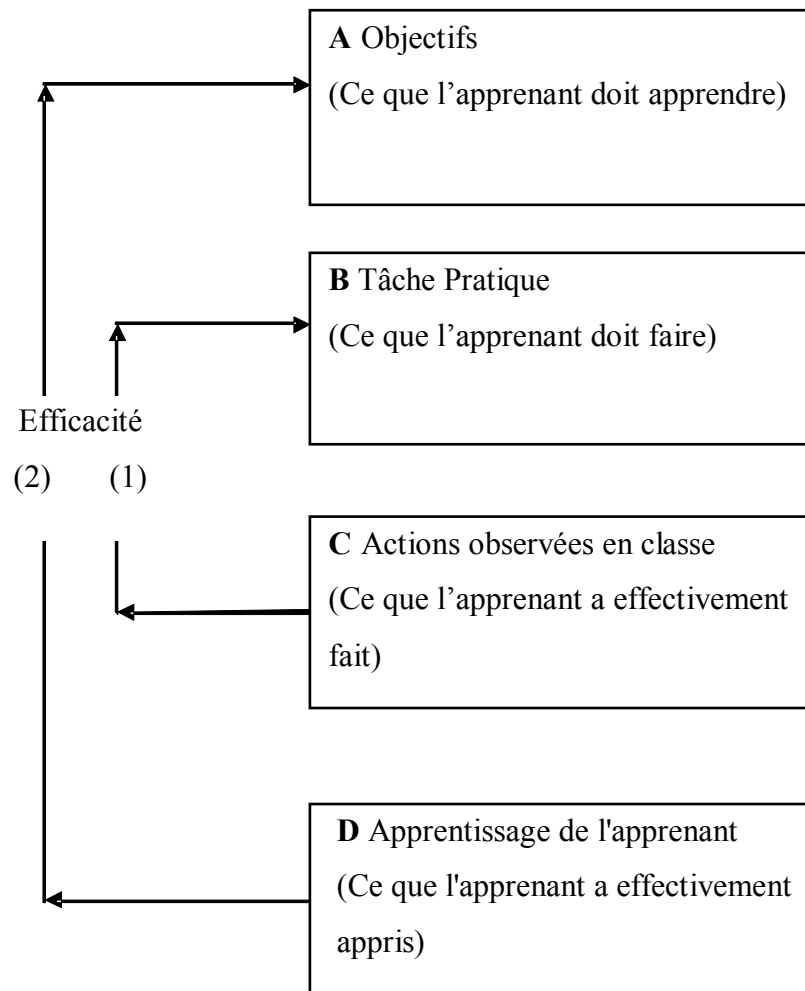 A Objectifs
(Ce que l’apprenant doit apprendre)
B Tâche Pratique
(Ce que l’apprenant doit faire)
Efficacité
(2) (1)
C Actions observées en classe
(Ce que l’apprenant a effectivement
fait)
D Apprentissage de l'apprenant
(Ce que l'apprenant a effectivement
appris)